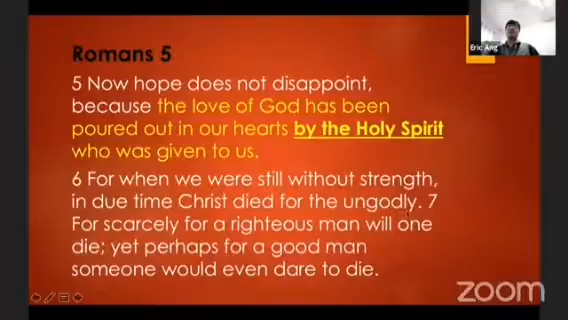 Romans 5
5 Now hope does not disappoint,
because the love of God has been
poured out in our hearts by the Holy Spirit
who was given to us.
6 For when we were still without strength,
in due time Christ died for the ungodly. 7
For scarcely for a righteous man will one
die; yet perhaps for a good man
someone would even dare to die.
Eric Ang
zoom